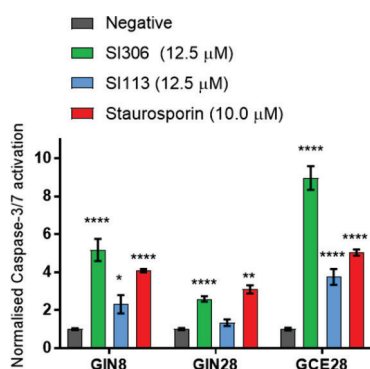 Negative
SI306 (12.5 μM)
SI113 (12.5 μM)
Staurosporin (10.0 μM)
Normalised Caspase-3/7 activation
10
8
6
4
2
0
****
*
****
****
**
****
****
****
GIN8 GIN28 GCE28